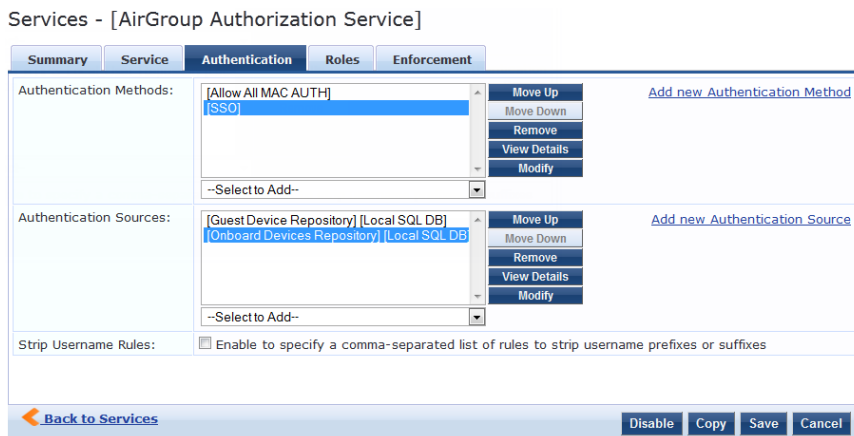 Services - [AirGroup Authorization Service]
Summary Service Authentication Roles Enforcement
Authentication Methods:
[Allow All MAC AUTH]
[SSO]
--Select to Add--
Move Up
Move Down
Remove
View Details
Modify
Add new Authentication Method
Authentication Sources:
[Guest Device Repository] [Local SQL DB]
[Onboard Devices Repository] [Local SQL DB]
--Select to Add--
Move Up
Move Down
Remove
View Details
Modify
Add new Authentication Source
Strip Username Rules:
Enable to specify a comma-separated list of rules to strip username prefixes or suffixes
Back to Services
Disable Copy Save Cancel